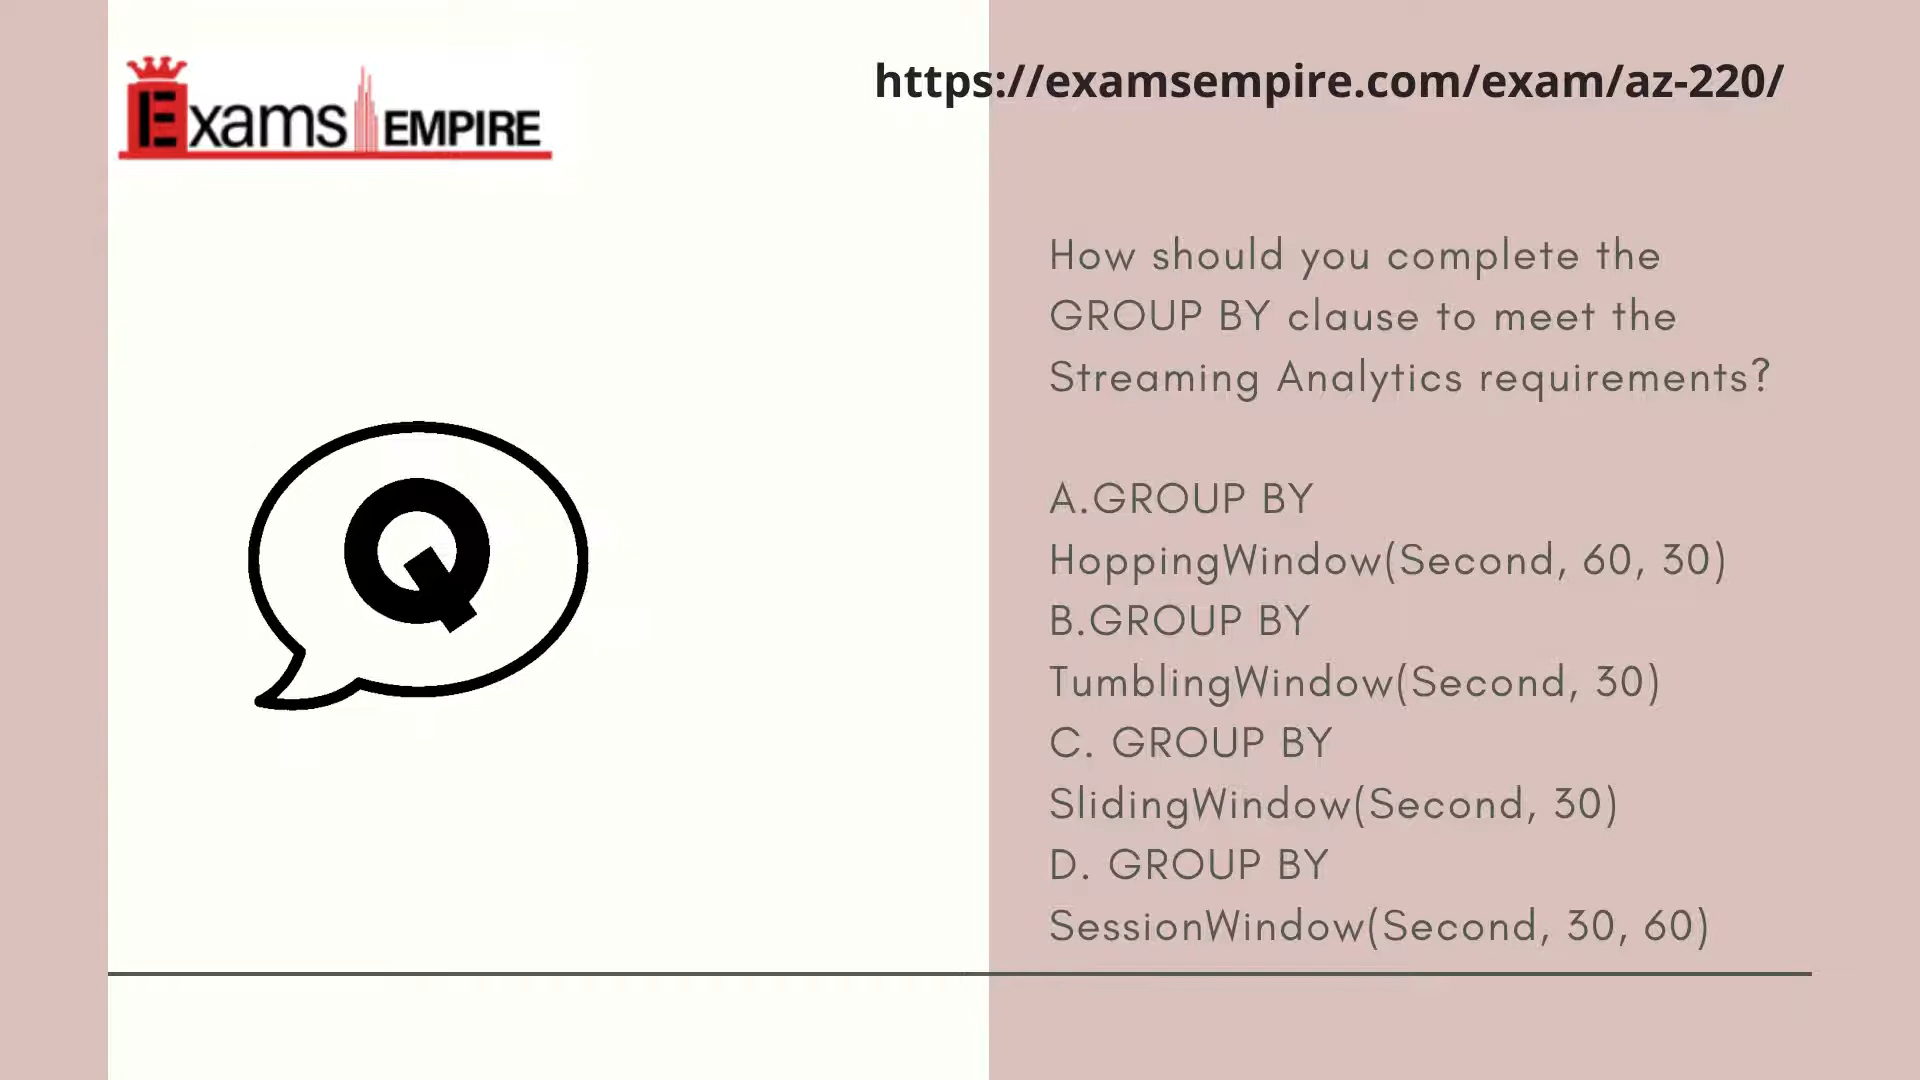 Exams EMPIRE
https://examsempire.com/exam/az-220/
How should you complete the
GROUP BY clause to meet the
Streaming Analytics requirements?
A.GROUP BY
HoppingWindow(Second, 60, 30)
B.GROUP BY
TumblingWindow(Second, 30)
C. GROUP BY
SlidingWindow(Second, 30)
D. GROUP BY
SessionWindow(Second, 30, 60)
Q